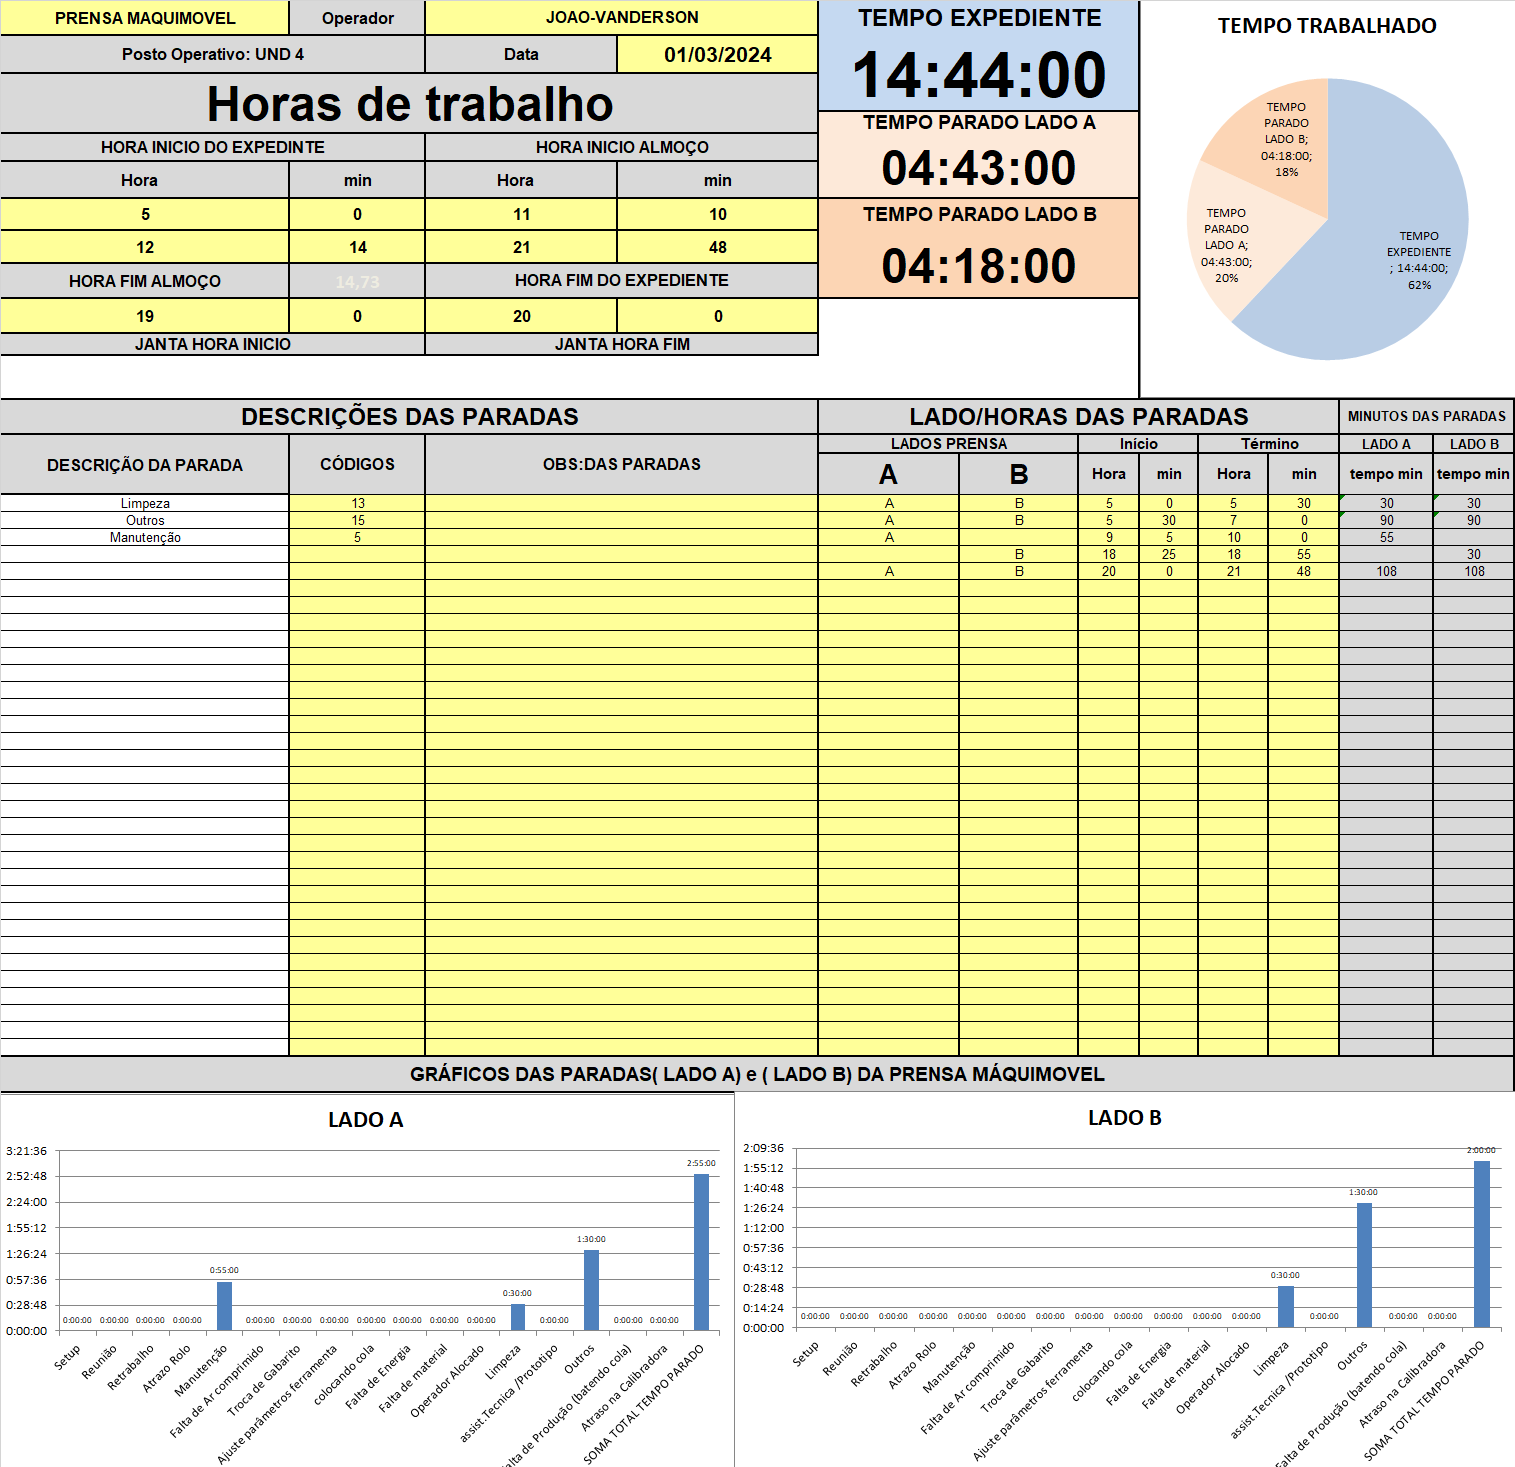 PRENSA MAQUIMOVEL Operador JOAO-VANDERSON
Posto Operativo: UND 4 Data 01/03/2024
Horas de trabalho
HORA INICIO DO EXPEDINTE HORA INICIO ALMOÇO
Hora min Hora min
5 0 11 10
12 14 21 48
HORA FIM ALMOÇO 14,73 HORA FIM DO EXPEDIENTE
19 0 20 0
JANTA HORA INICIO JANTA HORA FIM
TEMPO EXPEDIENTE
14:44:00
TEMPO PARADO LADO A
04:43:00
TEMPO PARADO LADO B
04:18:00
TEMPO TRABALHADO
TEMPO
PARADO
LADO B;
04:18:00;
18%
TEMPO
PARADO
LADO A;
04:43:00;
20%
TEMPO
EXPEDIENTE
; 14:44:00;
62%
DESCRIÇÕES DAS PARADAS LADO/HORAS DAS PARADAS MINUTOS DAS PARADAS
DESCRIÇÃO DA PARADA CÓDIGOS OBS:DAS PARADAS
LADOS PRENSA Início Término LADO A LADO B
A B Hora min Hora min tempo min tempo min
Limpeza 13 A B 5 0 5 30 30 30
Outros 15 A B 5 30 7 0 90 90
Manutenção 5 A 9 5 10 0 55
B 18 25 18 55 30
A B 20 0 21 48 108 108
GRÁFICOS DAS PARADAS( LADO A) e ( LADO B) DA PRENSA MÁQUIMOVEL
LADO A
3:21:36
2:52:48
2:24:00
1:55:12
1:26:24
0:57:36
0:28:48
0:00:00
0:00:00 0:00:00 0:00:00 0:00:00 0:55:00 0:00:00 0:00:00 0:00:00 0:00:00 0:00:00 0:00:00 0:00:00 0:30:00 0:00:00 1:30:00 0:00:00 0:00:00 2:55:00
Setup
Reunião
Retrabalho
Atrazo Rolo
Manutenção
Falta de Ar comprimido
Troca de Gabarito
Ajuste parâmetros ferramenta
colocando cola
Falta de Energia
Falta de material
Operador Alocado
Limpeza
assist.Tecnica /Prototipo
Outros
Falta de Produção (batendo cola)
Atraso na Calibradora
SOMA TOTAL TEMPO PARADO
LADO B
2:09:36
1:55:12
1:40:48
1:26:24
1:12:00
0:57:36
0:43:12
0:28:48
0:14:24
0:00:00
0:00:00 0:00:00 0:00:00 0:00:00 0:00:00 0:00:00 0:00:00 0:00:00 0:00:00 0:00:00 0:00:00 0:00:00 0:30:00 0:00:00 1:30:00 0:00:00 0:00:00 2:00:00
Setup
Reunião
Retrabalho
Atrazo Rolo
Manutenção
Falta de Ar comprimido
Troca de Gabarito
Ajuste parâmetros ferramenta
colocando cola
Falta de Energia
Falta de material
Operador Alocado
Limpeza
assist.Tecnica /Prototipo
Outros
Falta de Produção (batendo cola)
Atraso na Calibradora
SOMA TOTAL TEMPO PARADO